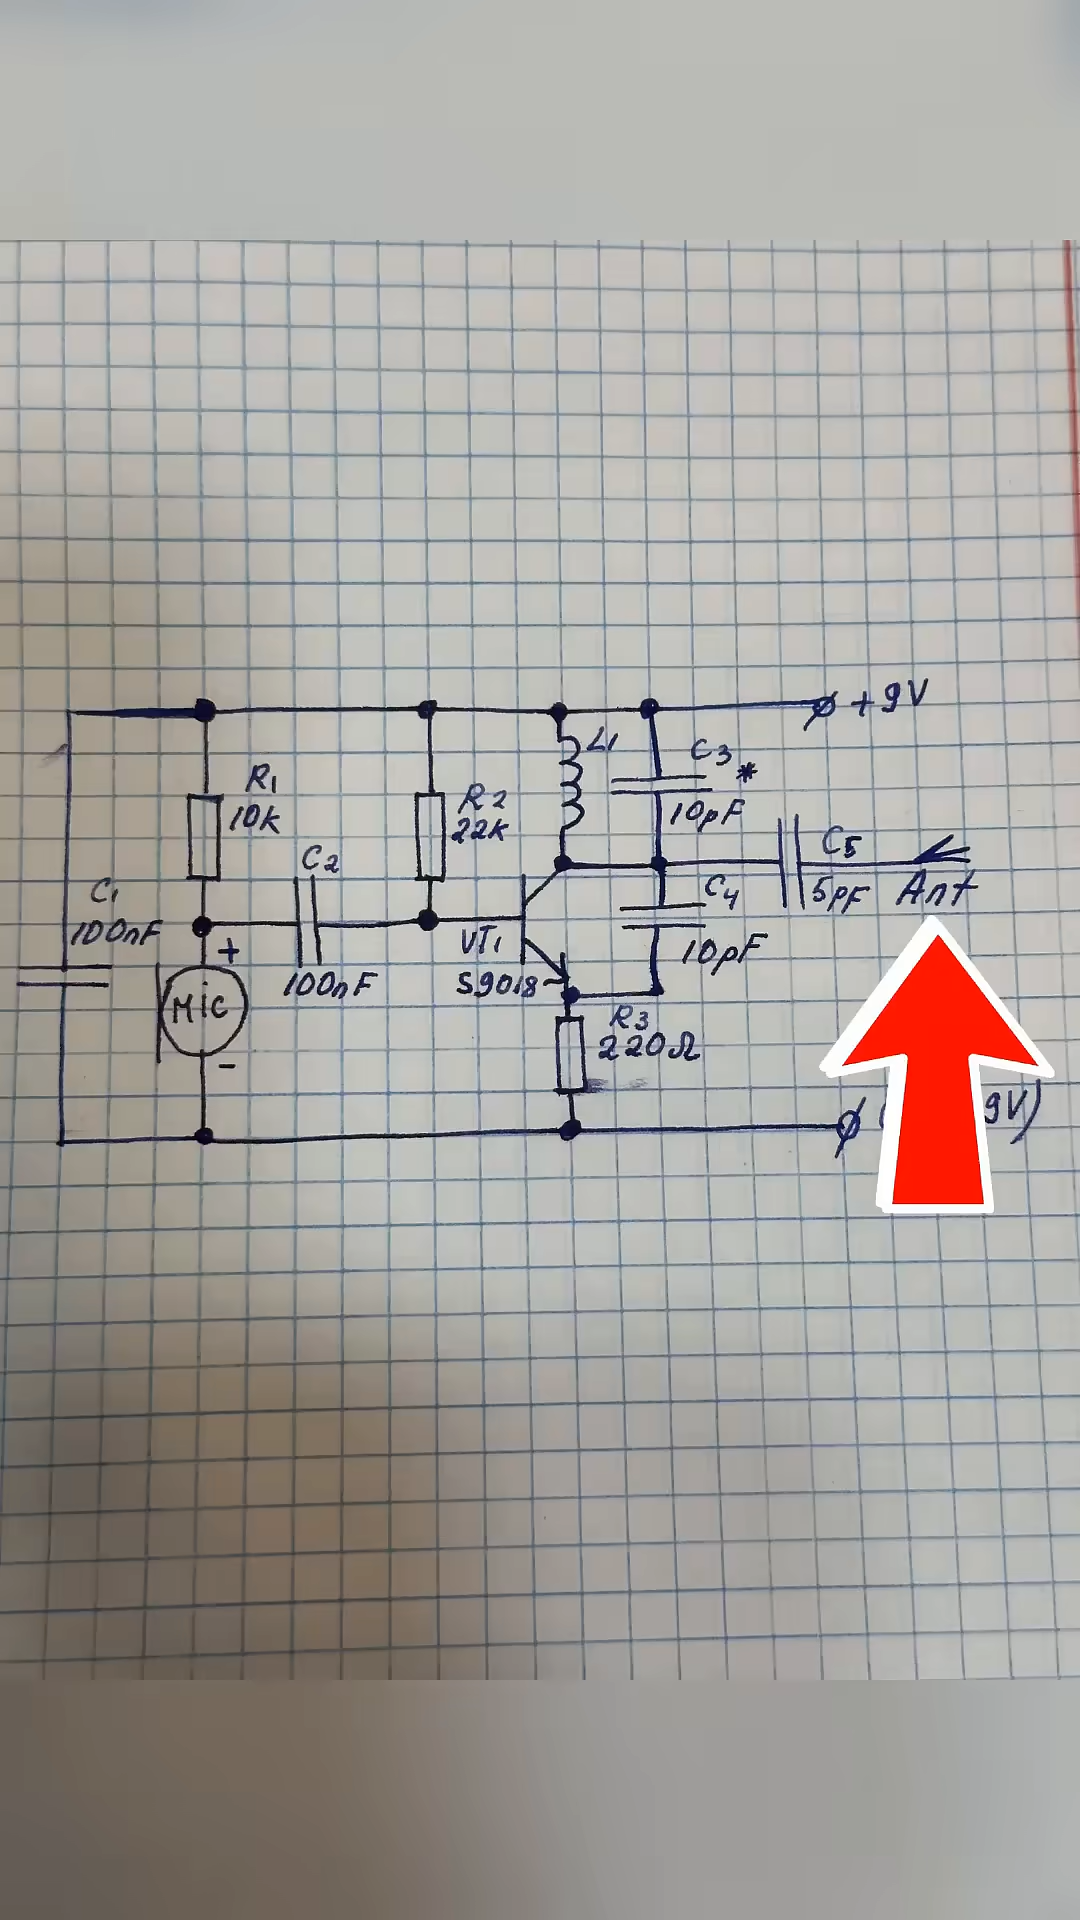 +9V
L1
C3
*
10pF
R1
10k
R2
22k
C2
100nF
C1
100nF
+
Mic
-
VT1
S9018
C4
10pF
C5
5pF
Ant
R3
220Ω
9V)